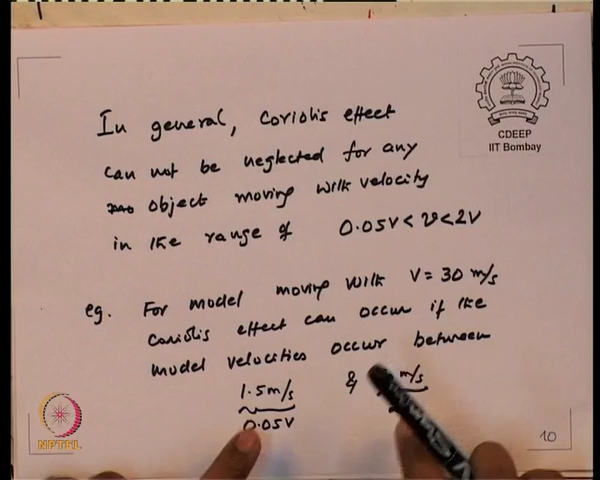 In general, Coriolis effect
can not be neglected for any
object moving with velocity
in the range of 0.05V < v < 2V
eg. For model moving with V = 30 m/s
Coriolis effect can occur if the
model velocities occur between
1.5 m/s & m/s
0.05V
CDEEP
IIT Bombay
NPTEL
10